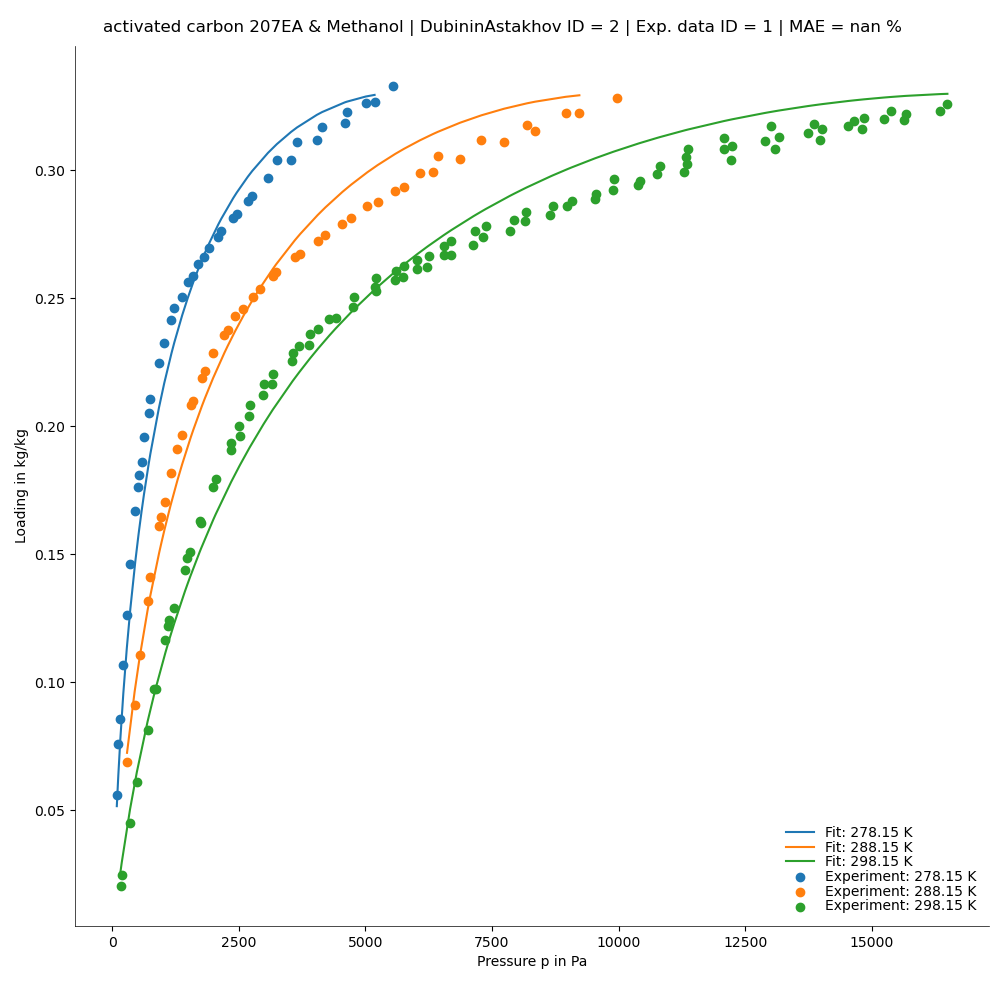 activated carbon 207EA & Methanol | DubininAstakhov ID = 2 | Exp. data ID = 1 | MAE = nan %
Loading in kg/kg
0.30
0.25
0.20
0.15
0.10
0.05
Fit: 278.15 K
Fit: 288.15 K
Fit: 298.15 K
Experiment: 278.15 K
Experiment: 288.15 K
Experiment: 298.15 K
0 2500 5000 7500 10000 12500 15000
Pressure p in Pa